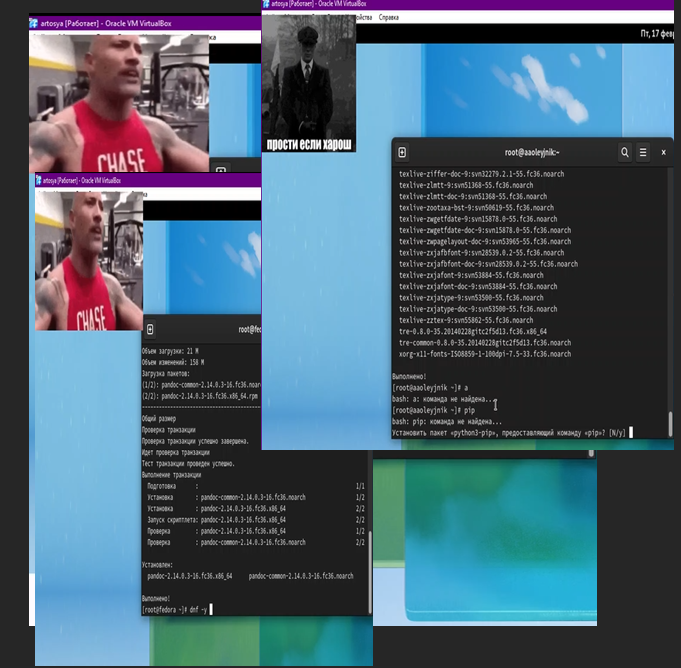 artosya [Работает] - Oracle VM VirtualBox
CHASE
artosya [Работает] - Oracle VM VirtualBox
CHASE
root@fed
Объем загрузки: 21 M
Объем изменений: 158 M
Загрузка пакетов:
(1/2): pandoc-common-2.14.0.3-16.fc36.noar
(2/2): pandoc-2.14.0.3-16.fc36.x86_64.rpm
Общий размер
Проверка транзакции
Проверка транзакции успешно завершена.
Идет проверка транзакции
Тест транзакции проведен успешно.
Выполнение транзакции
Подготовка : 1/1
Установка : pandoc-common-2.14.0.3-16.fc36.noarch 1/2
Установка : pandoc-2.14.0.3-16.fc36.x86_64 2/2
Запуск скриптлета: pandoc-2.14.0.3-16.fc36.x86_64 2/2
Проверка : pandoc-2.14.0.3-16.fc36.x86_64 1/2
Проверка : pandoc-common-2.14.0.3-16.fc36.noarch 2/2
Установлен:
pandoc-2.14.0.3-16.fc36.x86_64 pandoc-common-2.14.0.3-16.fc36.noarch
Выполнено!
[root@fedora ~]# dnf -y
artosya [Работает] - Oracle VM VirtualBox
ойства Справка
Пт, 17 фев
прости если хорош
root@aaoleyjnik:~
texlive-ziffer-doc-9:svn32279.2.1-55.fc36.noarch
texlive-zlmtt-9:svn51368-55.fc36.noarch
texlive-zlmtt-doc-9:svn51368-55.fc36.noarch
texlive-zootaxa-bst-9:svn50619-55.fc36.noarch
texlive-zwgetfdate-9:svn15878.0-55.fc36.noarch
texlive-zwgetfdate-doc-9:svn15878.0-55.fc36.noarch
texlive-zwpagelayout-doc-9:svn53965-55.fc36.noarch
texlive-zxjafbfont-9:svn28539.0.2-55.fc36.noarch
texlive-zxjafbfont-doc-9:svn28539.0.2-55.fc36.noarch
texlive-zxjafont-9:svn53884-55.fc36.noarch
texlive-zxjafont-doc-9:svn53884-55.fc36.noarch
texlive-zxjatype-9:svn53500-55.fc36.noarch
texlive-zxjatype-doc-9:svn53500-55.fc36.noarch
texlive-zztex-9:svn55862-55.fc36.noarch
tre-0.8.0-35.20140228gitc2f5d13.fc36.x86_64
tre-common-0.8.0-35.20140228gitc2f5d13.fc36.noarch
xorg-x11-fonts-ISO8859-1-100dpi-7.5-33.fc36.noarch
Выполнено!
[root@aaoleyjnik ~]# a
bash: a: команда не найдена...
[root@aaoleyjnik ~]# pip
bash: pip: команда не найдена...
Установить пакет «python3-pip», предоставляющий команду «pip»? [N/y]